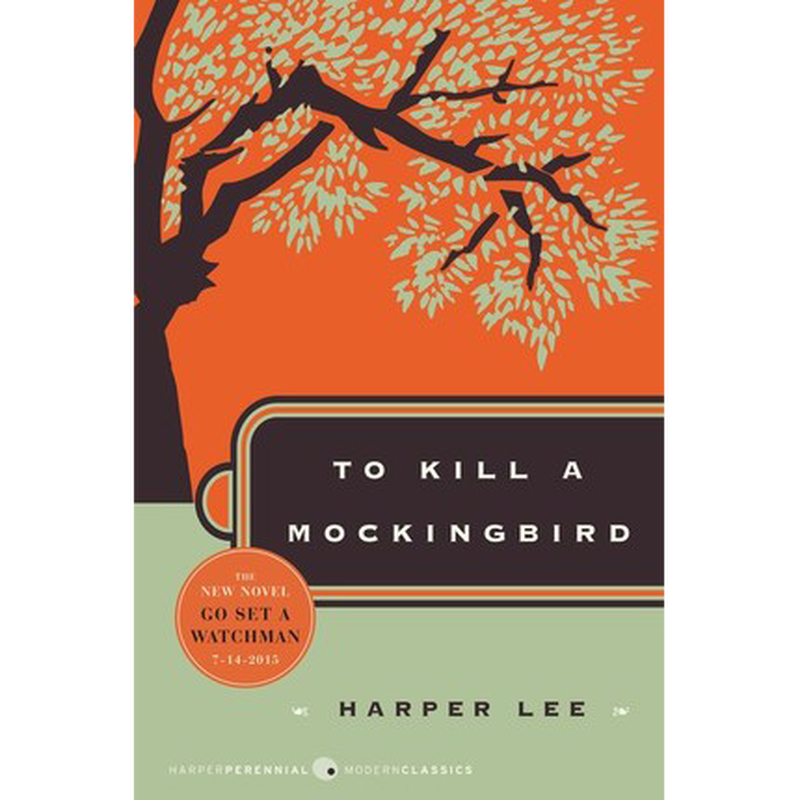 TO KILL A
MOCKINGBIRD
THE
NEW NOVEL
GO SET A
WATCHMAN
7-14-2015
HARPER LEE
HARPERPERENNIAL MODERNCLASSICS